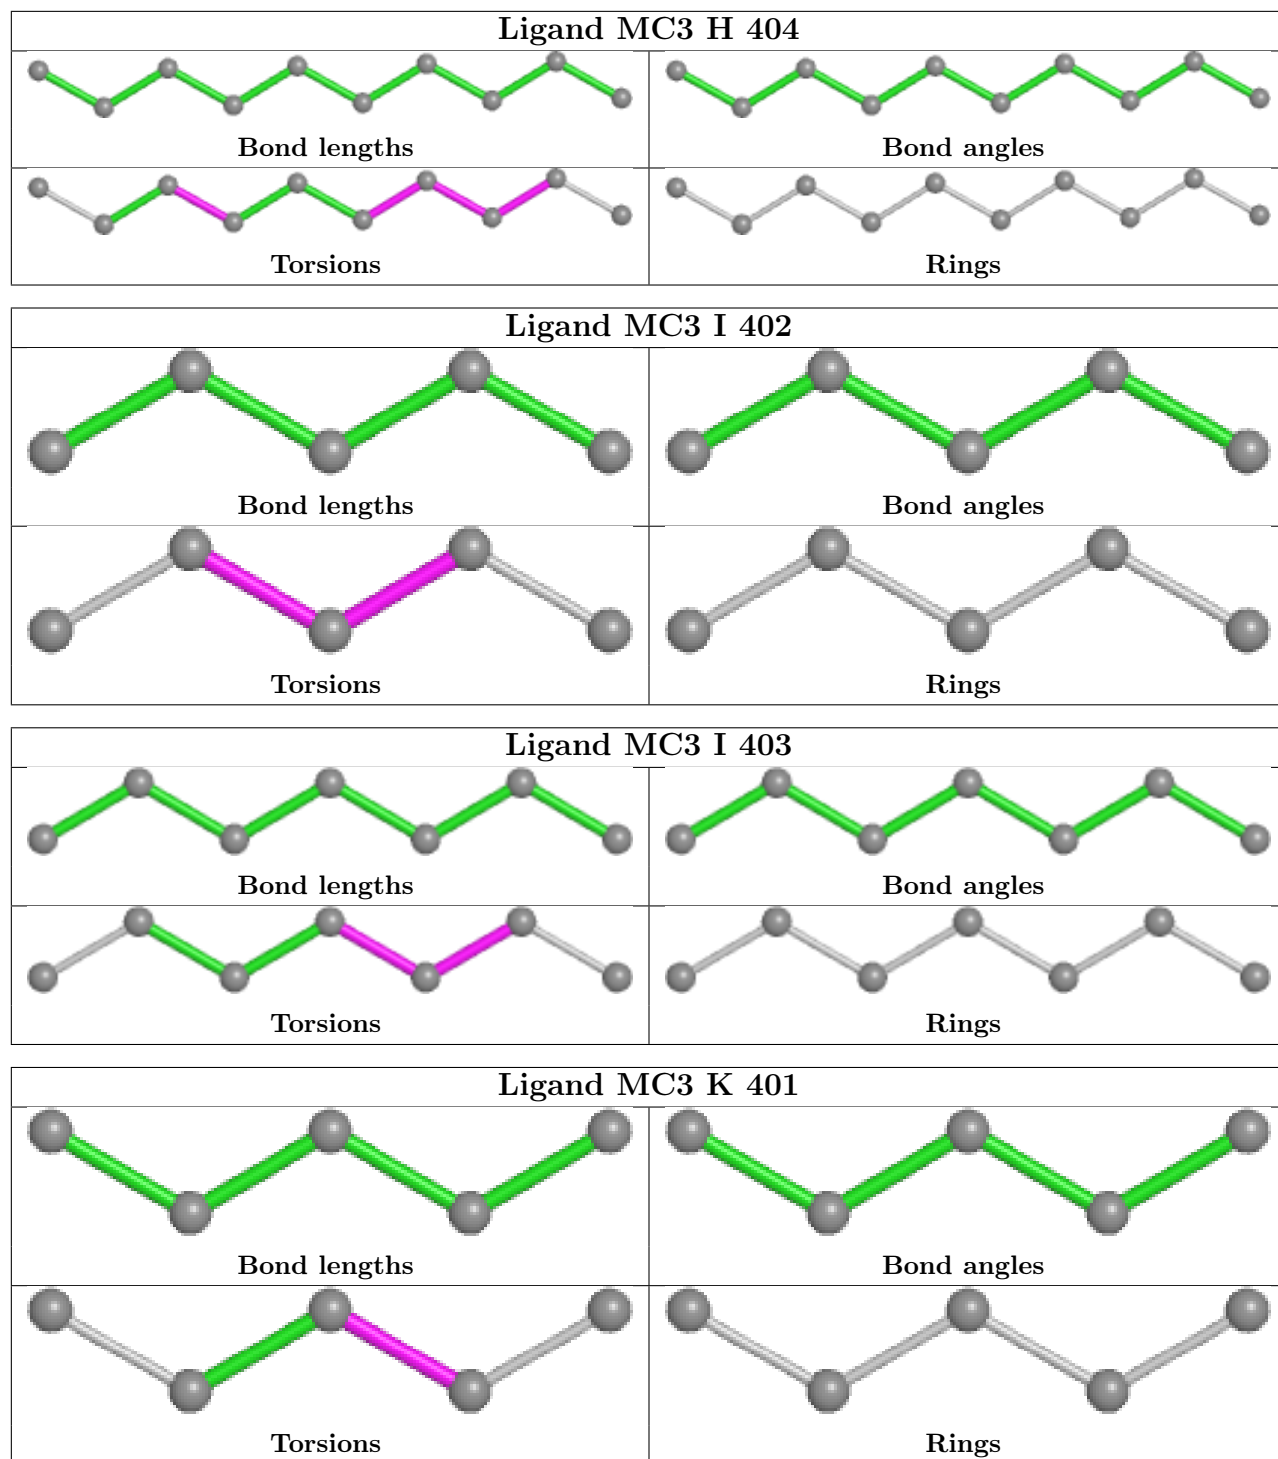 Ligand MC3 H 404
Bond lengths
Bond angles
Torsions
Rings
Ligand MC3 I 402
Bond lengths
Bond angles
Torsions
Rings
Ligand MC3 I 403
Bond lengths
Bond angles
Torsions
Rings
Ligand MC3 K 401
Bond lengths
Bond angles
Torsions
Rings